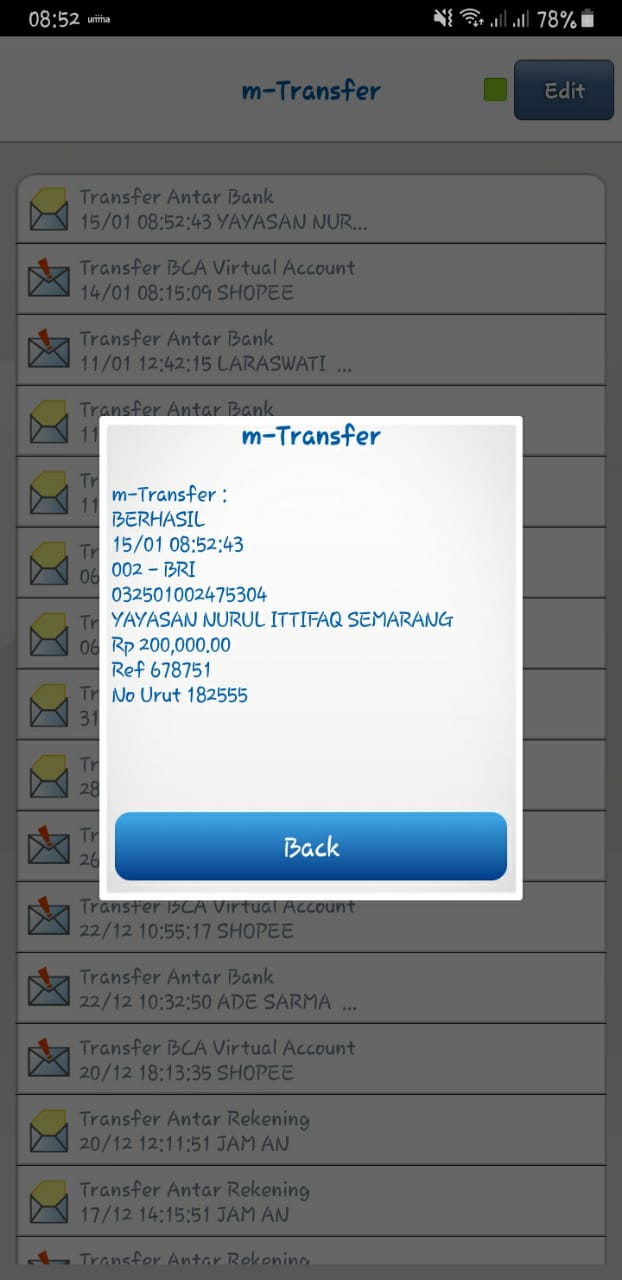 08:52
78%
m-Transfer
Edit
Transfer Antar Bank
15/01 08:52:43 YAYASAN NUR...
Transfer BCA Virtual Account
14/01 08:15:09 SHOPEE
Transfer Antar Bank
11/01 12:42:15 LARASWATI ...
Transfer Antar Bank
11
Tr
11
Tr
06
Tr
06
Tr
31
Tr
28
Tr
26
m-Transfer
m-Transfer :
BERHASIL
15/01 08:52:43
002 - BRI
032501002475304
YAYASAN NURUL ITTIFAQ SEMARANG
Rp 200,000.00
Ref 678751
No Urut 182555
Back
Transfer BCA Virtual Account
22/12 10:55:17 SHOPEE
Transfer Antar Bank
22/12 10:32:50 ADE SARMA ...
Transfer BCA Virtual Account
20/12 18:13:35 SHOPEE
Transfer Antar Rekening
20/12 12:11:51 JAM AN
Transfer Antar Rekening
17/12 14:15:51 JAM AN
Transfer Antar Rekening